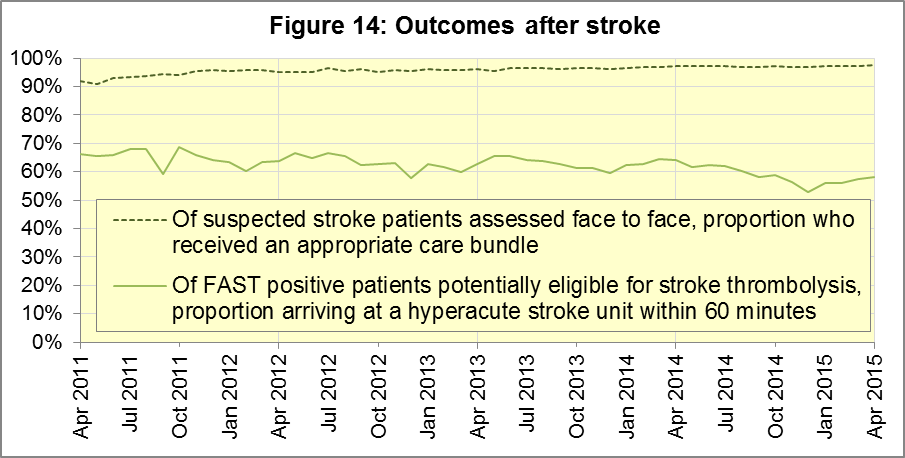 Figure 14: Outcomes after stroke
100%
90%
80%
70%
60%
50%
40%
30%
20%
10%
0%
Of suspected stroke patients assessed face to face, proportion who
received an appropriate care bundle
Of FAST positive patients potentially eligible for stroke thrombolysis,
proportion arriving at a hyperacute stroke unit within 60 minutes
Apr 2011
Jul 2011
Oct 2011
Jan 2012
Apr 2012
Jul 2012
Oct 2012
Jan 2013
Apr 2013
Jul 2013
Oct 2013
Jan 2014
Apr 2014
Jul 2014
Oct 2014
Jan 2015
Apr 2015